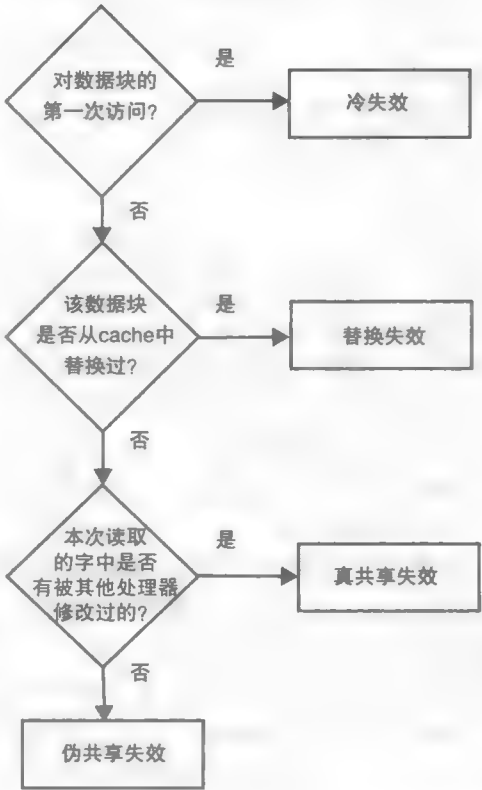 对数据块的
第一次访问?
是
冷失效
否
该数据块
是否从cache中
替换过?
是
替换失效
否
本次读取
的字中是否
有被其他处理器
修改过的?
是
真共享失效
否
伪共享失效